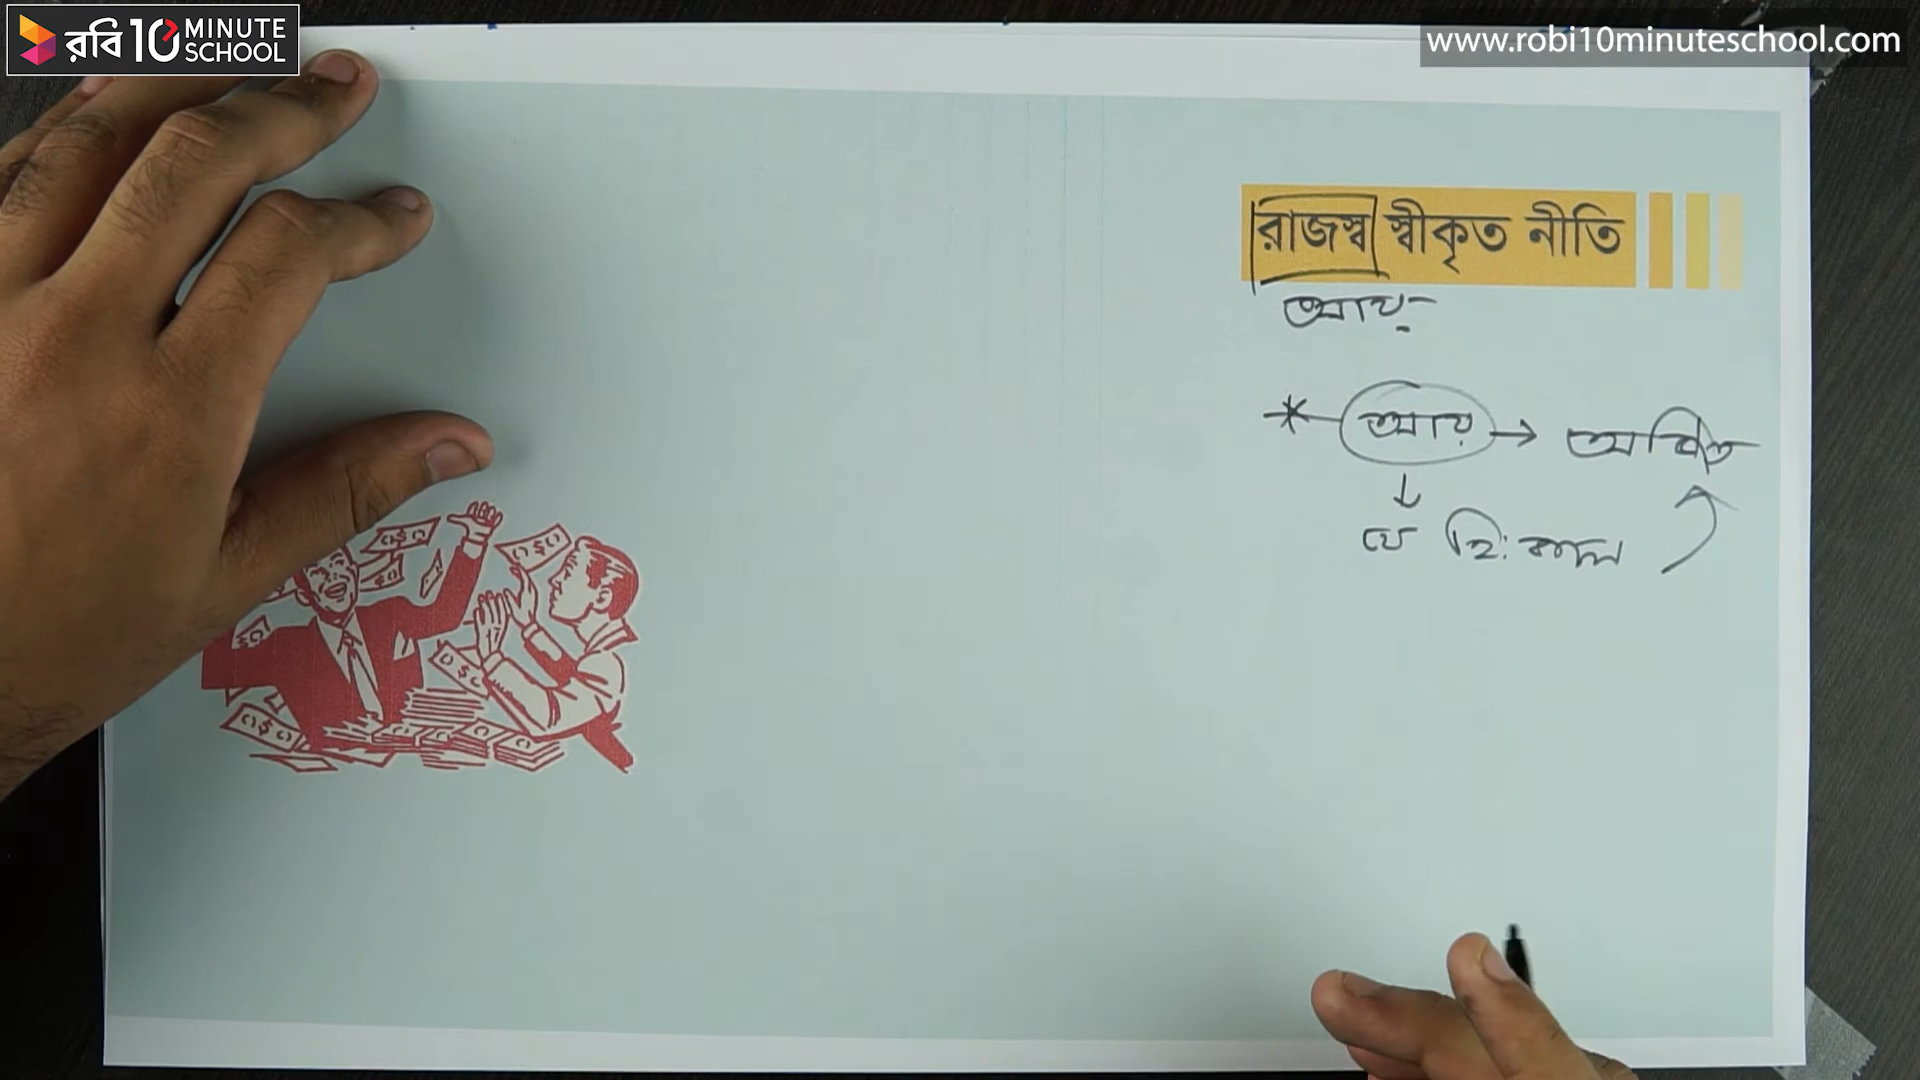 রবি 10 MINUTE SCHOOL
www.robi10minuteschool.com
রাজস্ব স্বীকৃত নীতি
আয়
* আয় → অর্জিত
↓
যে হি: কাল